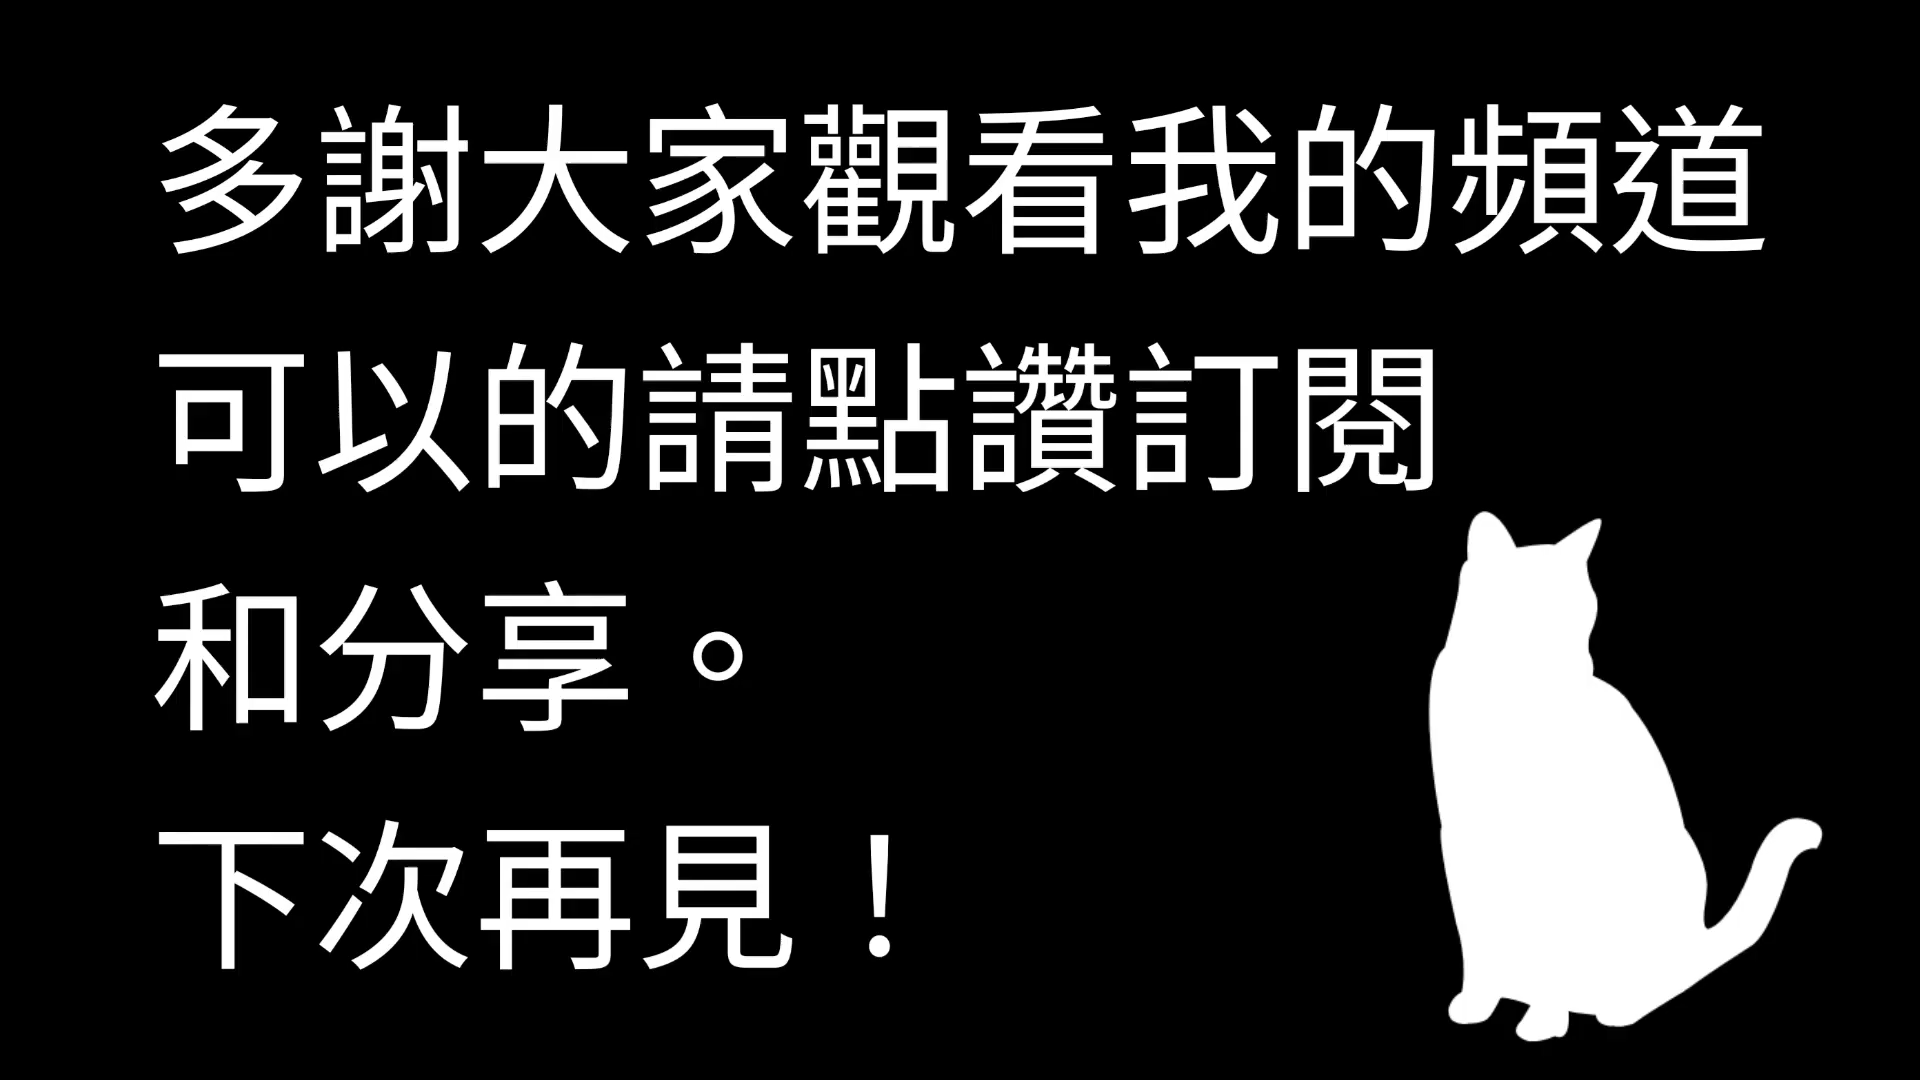 多謝大家觀看我的頻道
可以的請點讚訂閱
和分享。
下次再見！